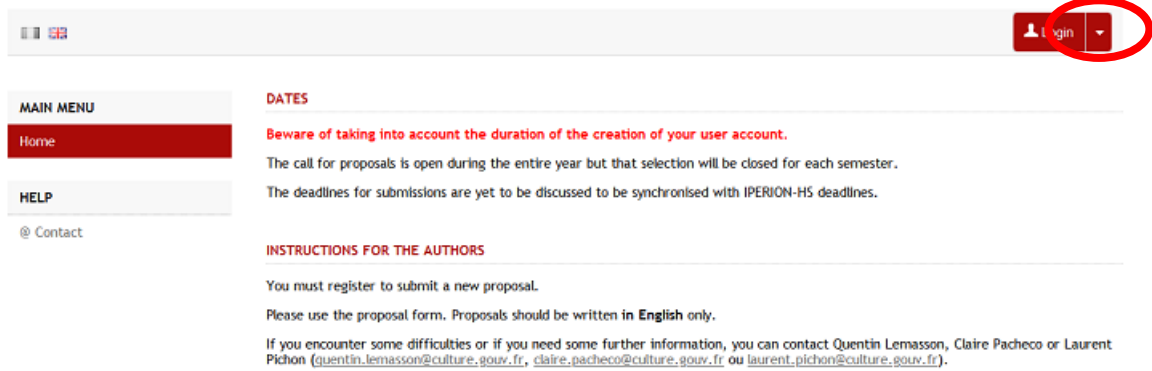 Login
MAIN MENU
Home
HELP
@ Contact
DATES
Beware of taking into account the duration of the creation of your user account.
The call for proposals is open during the entire year but that selection will be closed for each semester.
The deadlines for submissions are yet to be discussed to be synchronised with IPERION-HS deadlines.
INSTRUCTIONS FOR THE AUTHORS
You must register to submit a new proposal.
Please use the proposal form. Proposals should be written in English only.
If you encounter some difficulties or if you need some further information, you can contact Quentin Lemasson, Claire Pacheco or Laurent
Pichon (quentin.lemasson@culture.gouv.fr, claire.pacheco@culture.gouv.fr ou laurent.pichon@culture.gouv.fr).